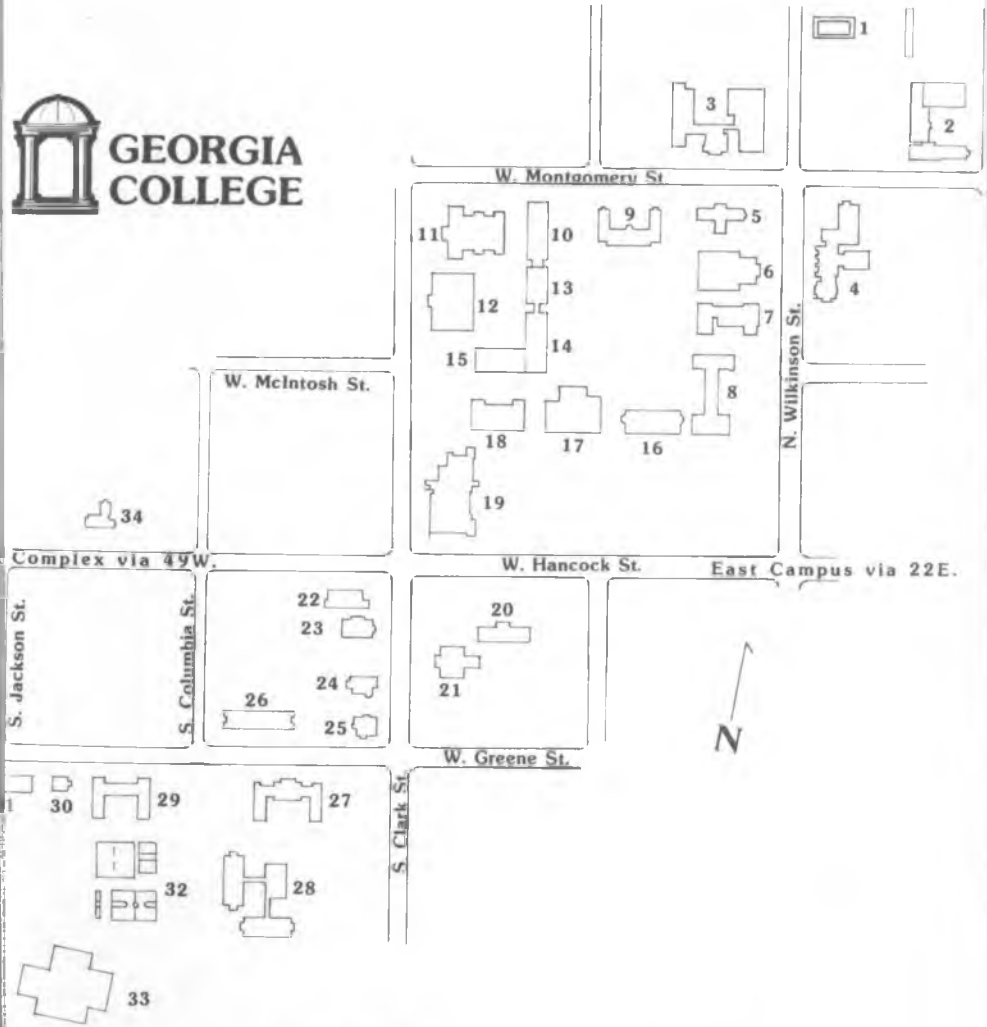 GEORGIA
COLLEGE
1
2
3
W. Montgomery St
4
5
6
7
8
9
10
11
12
13
14
15
N. Wilkinson St.
W. McIntosh St.
16
17
18
19
34
Complex via 49W.
W. Hancock St.
East Campus via 22E.
S. Jackson St.
S. Columbia St.
20
21
22
23
24
25
26
N
W. Greene St.
S. Clark St.
27
28
29
30
1
32
33